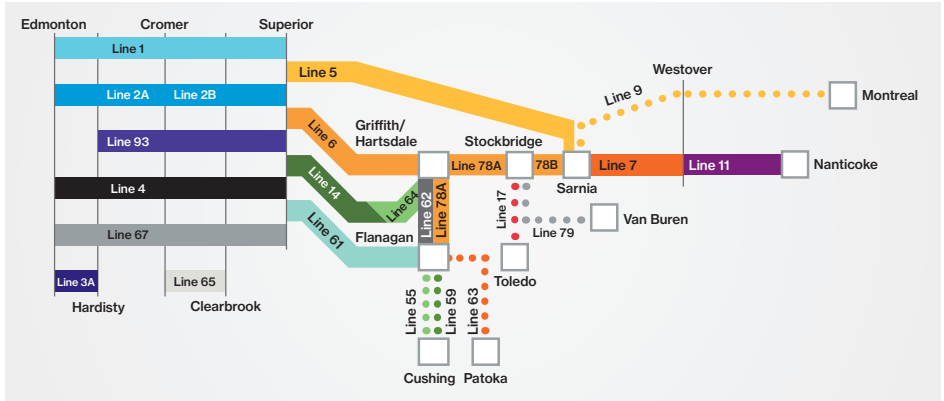 Edmonton
Cromer
Superior
Line 1
Line 5
Westover
Line 9
Montreal
Line 2A
Line 2B
Line 6
Griffith/
Hartsdale
Stockbridge
Line 93
Line 78A
78B
Line 7
Line 11
Nanticoke
Sarnia
Line 4
Line 14
Line 64
Line 62
Line 78A
Line 17
Van Buren
Line 79
Line 67
Line 61
Flanagan
Toledo
Line 3A
Line 65
Hardisty
Clearbrook
Line 55
Line 59
Line 63
Cushing
Patoka